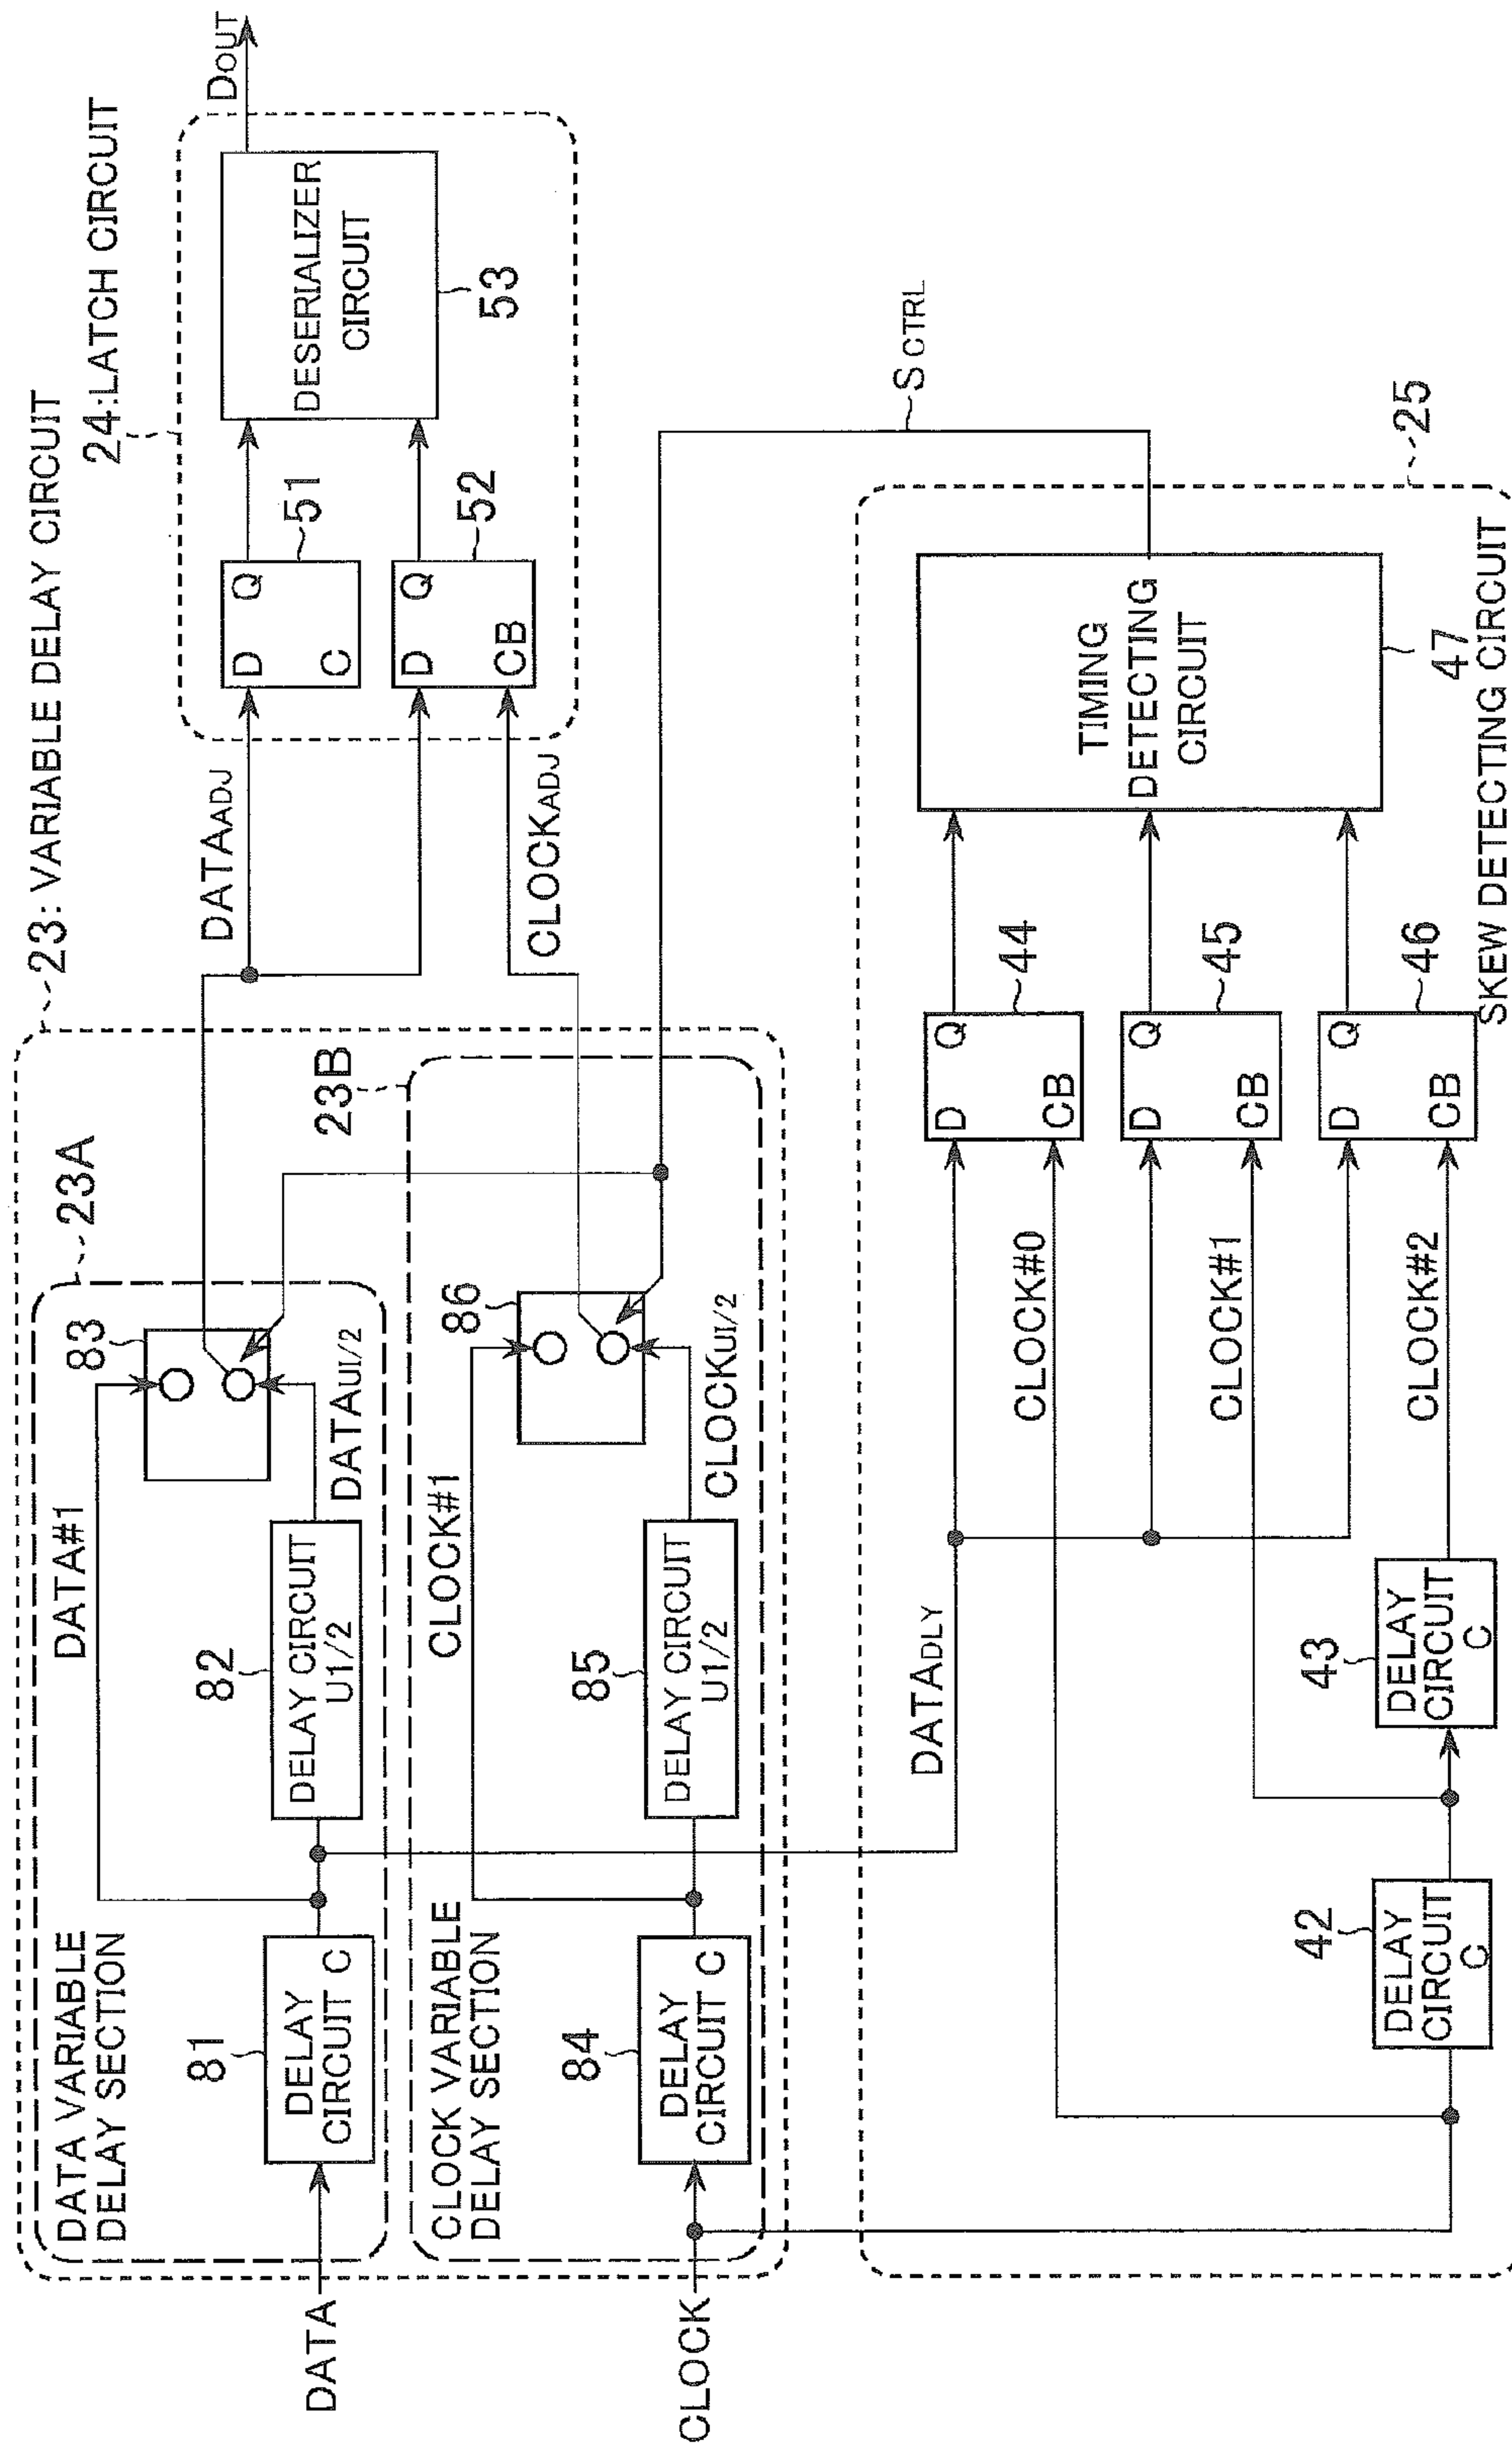 23: VARIABLE DELAY CIRCUIT
DATA VARIABLE
DELAY SECTION
23A
DATA#1
83
81
DELAY
CIRCUIT C
82
DELAY CIRCUIT
U1/2
DATAUI/2
DATA
CLOCK VARIABLE
DELAY SECTION
23B
CLOCK#1
86
84
DELAY
CIRCUIT C
85
DELAY CIRCUIT
U1/2
CLOCKUI/2
CLOCK
DATAADJ
CLOCKADJ
24:LATCH CIRCUIT
D Q
C
51
D Q
CB
52
DESERIALIZER
CIRCUIT
53
DOUT
SCTRL
DATADLY
CLOCK#0
CLOCK#1
CLOCK#2
42
DELAY
CIRCUIT
C
43
DELAY
CIRCUIT
C
D Q
CB
44
D Q
CB
45
D Q
CB
46
TIMING
DETECTING
CIRCUIT
47
25
SKEW DETECTING CIRCUIT